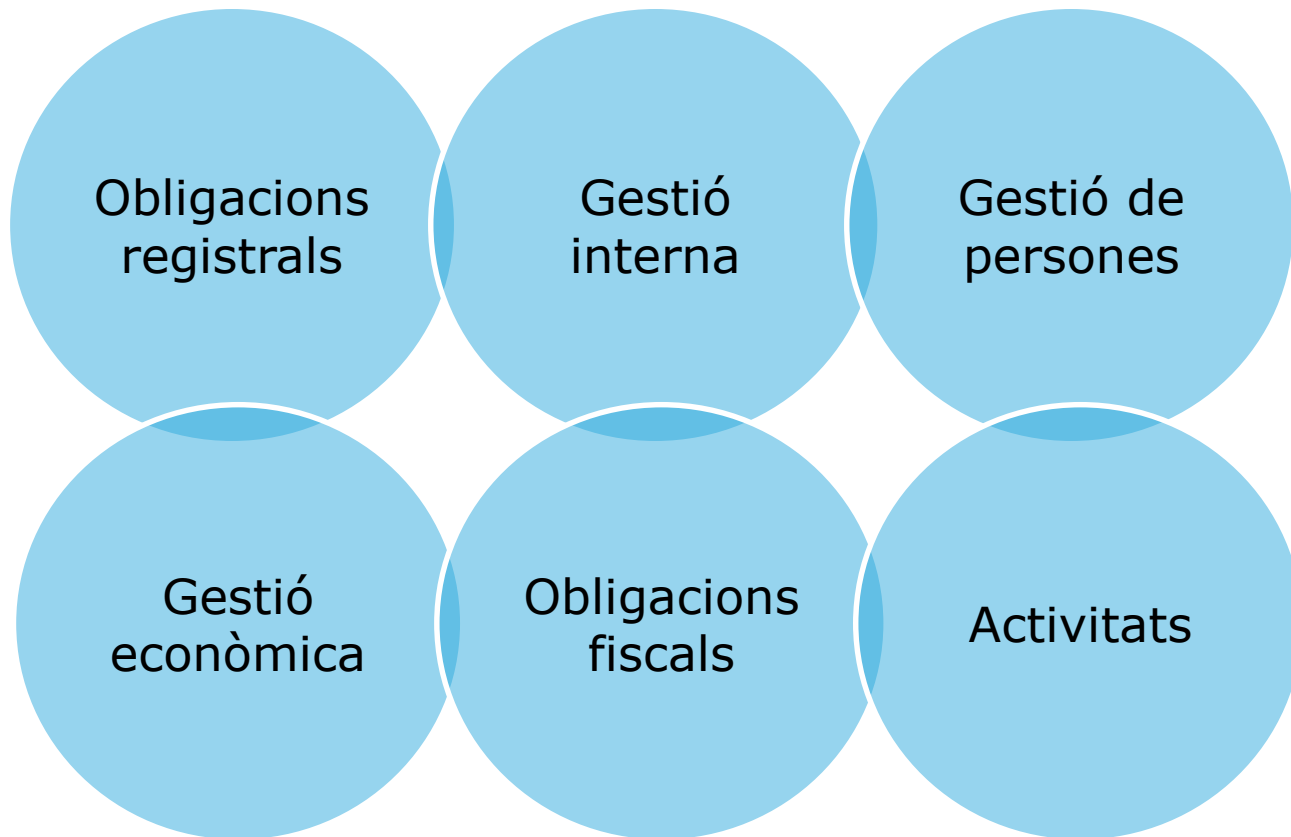 Obligacions
registrals
Gestió
interna
Gestió de
persones
Gestió
econòmica
Obligacions
fiscals
Activitats